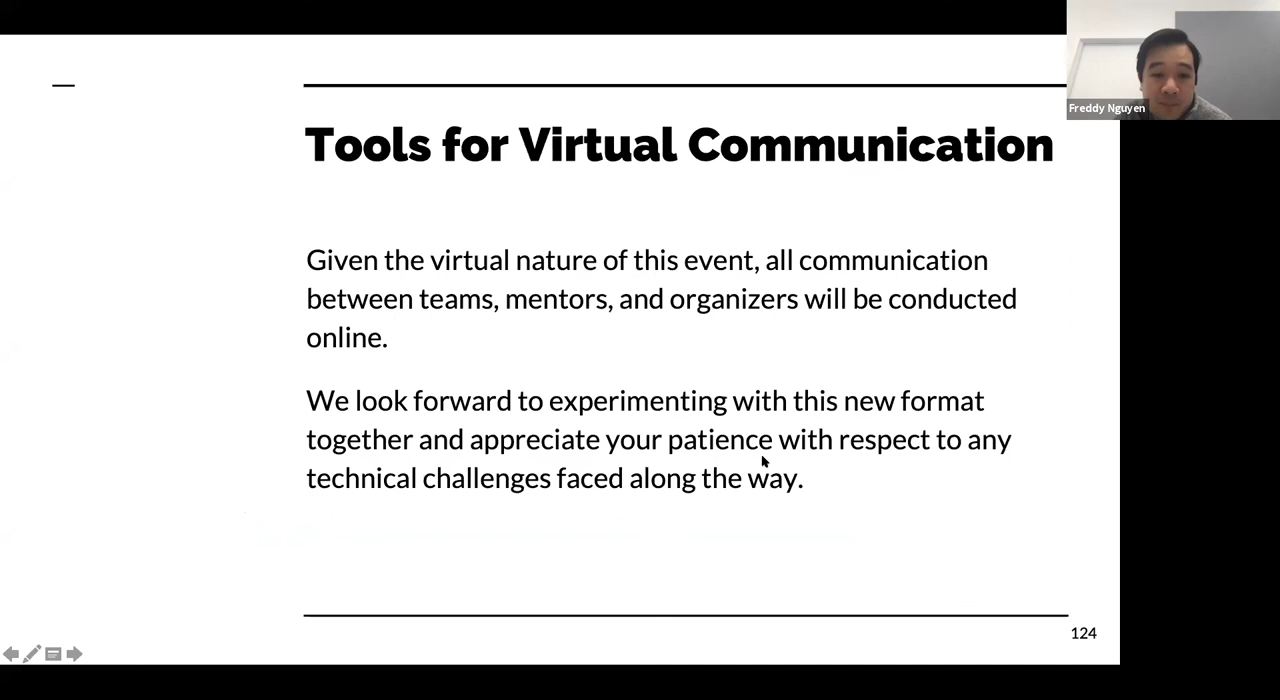 Freddy Nguyen
Tools for Virtual Communication
Given the virtual nature of this event, all communication
between teams, mentors, and organizers will be conducted
online.
We look forward to experimenting with this new format
together and appreciate your patience with respect to any
technical challenges faced along the way.
124